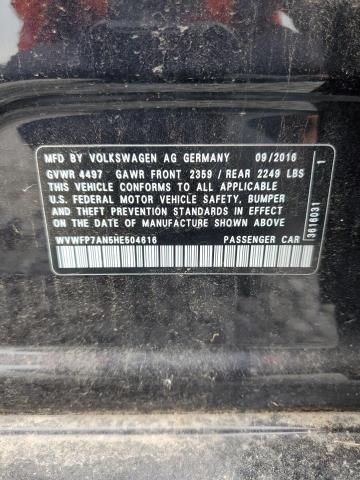 MFD BY VOLKSWAGEN AG GERMANY 09/2016
GVWR 4497 GAWR FRONT 2359 / REAR 2249 LBS
THIS VEHICLE CONFORMS TO ALL APPLICABLE
U.S. FEDERAL MOTOR VEHICLE SAFETY, BUMPER
AND THEFT PREVENTION STANDARDS IN EFFECT
ON THE DATE OF MANUFACTURE SHOWN ABOVE
WVWFP7AN5HE504616 PASSENGER CAR
3616031 1